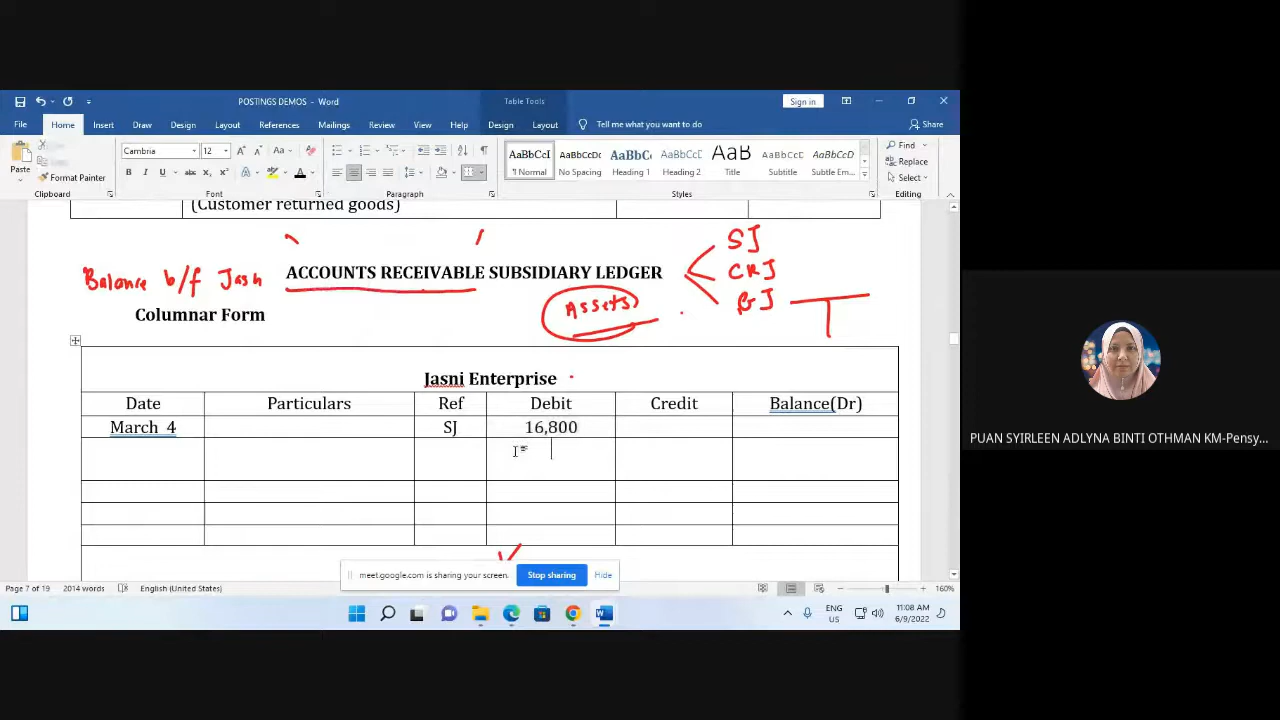 POSTINGS DEMOS - Word
Table Tools
Sign in
File Home Insert Draw Design Layout References Mailings Review View Help Design Layout Tell me what you want to do Share
Paste
Cut
Format Painter
Clipboard
Cambria 12
Font
Paragraph
AaBbCcI AaBbCcDc AaBbC AaBbCcD AaB AaBbCcD AaBbCcD
¶ Normal No Spacing Heading 1 Heading 2 Title Subtitle Subtle Em...
Styles
Find
Replace
Select
Editing
(Customer returned goods)
SJ
Balance b/f Jash ACCOUNTS RECEIVABLE SUBSIDIARY LEDGER CRJ
Assets GJ
Columnar Form
Jasni Enterprise
Date Particulars Ref Debit Credit Balance(Dr)
March 4 SJ 16,800
meet.google.com is sharing your screen. Stop sharing Hide
Page 7 of 19 2014 words English (United States) 160%
ENG
US
11:08 AM
6/9/2022
PUAN SYIRLEEN ADLYNA BINTI OTHMAN KM-Pensy...